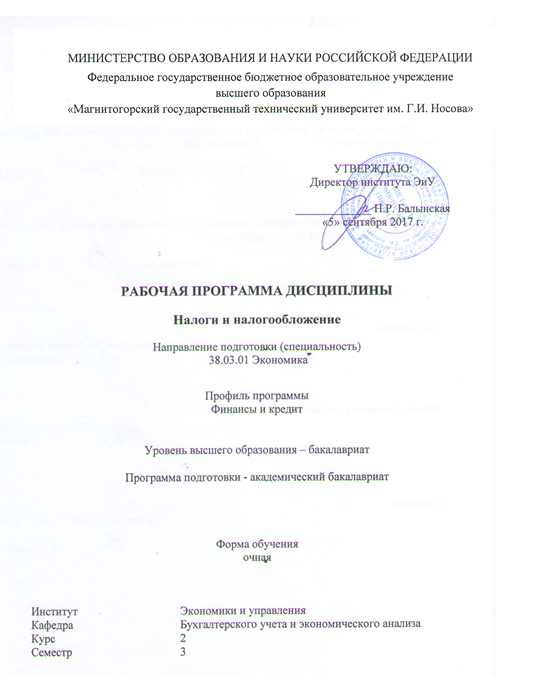 МИНИСТЕРСТВО ОБРАЗОВАНИЯ И НАУКИ РОССИЙСКОЙ ФЕДЕРАЦИИ
Федеральное государственное бюджетное образовательное учреждение
высшего образования
«Магнитогорский государственный технический университет им. Г.И. Носова»
УТВЕРЖДАЮ:
Директор института ЭиУ
Н.Р. Балынская
«5» сентября 2017 г.
РАБОЧАЯ ПРОГРАММА ДИСЦИПЛИНЫ
Налоги и налогообложение
Направление подготовки (специальность)
38.03.01 Экономика
Профиль программы
Финансы и кредит
Уровень высшего образования – бакалавриат
Программа подготовки - академический бакалавриат
Форма обучения
очная
Институт Экономики и управления
Кафедра Бухгалтерского учета и экономического анализа
Курс 2
Семестр 3